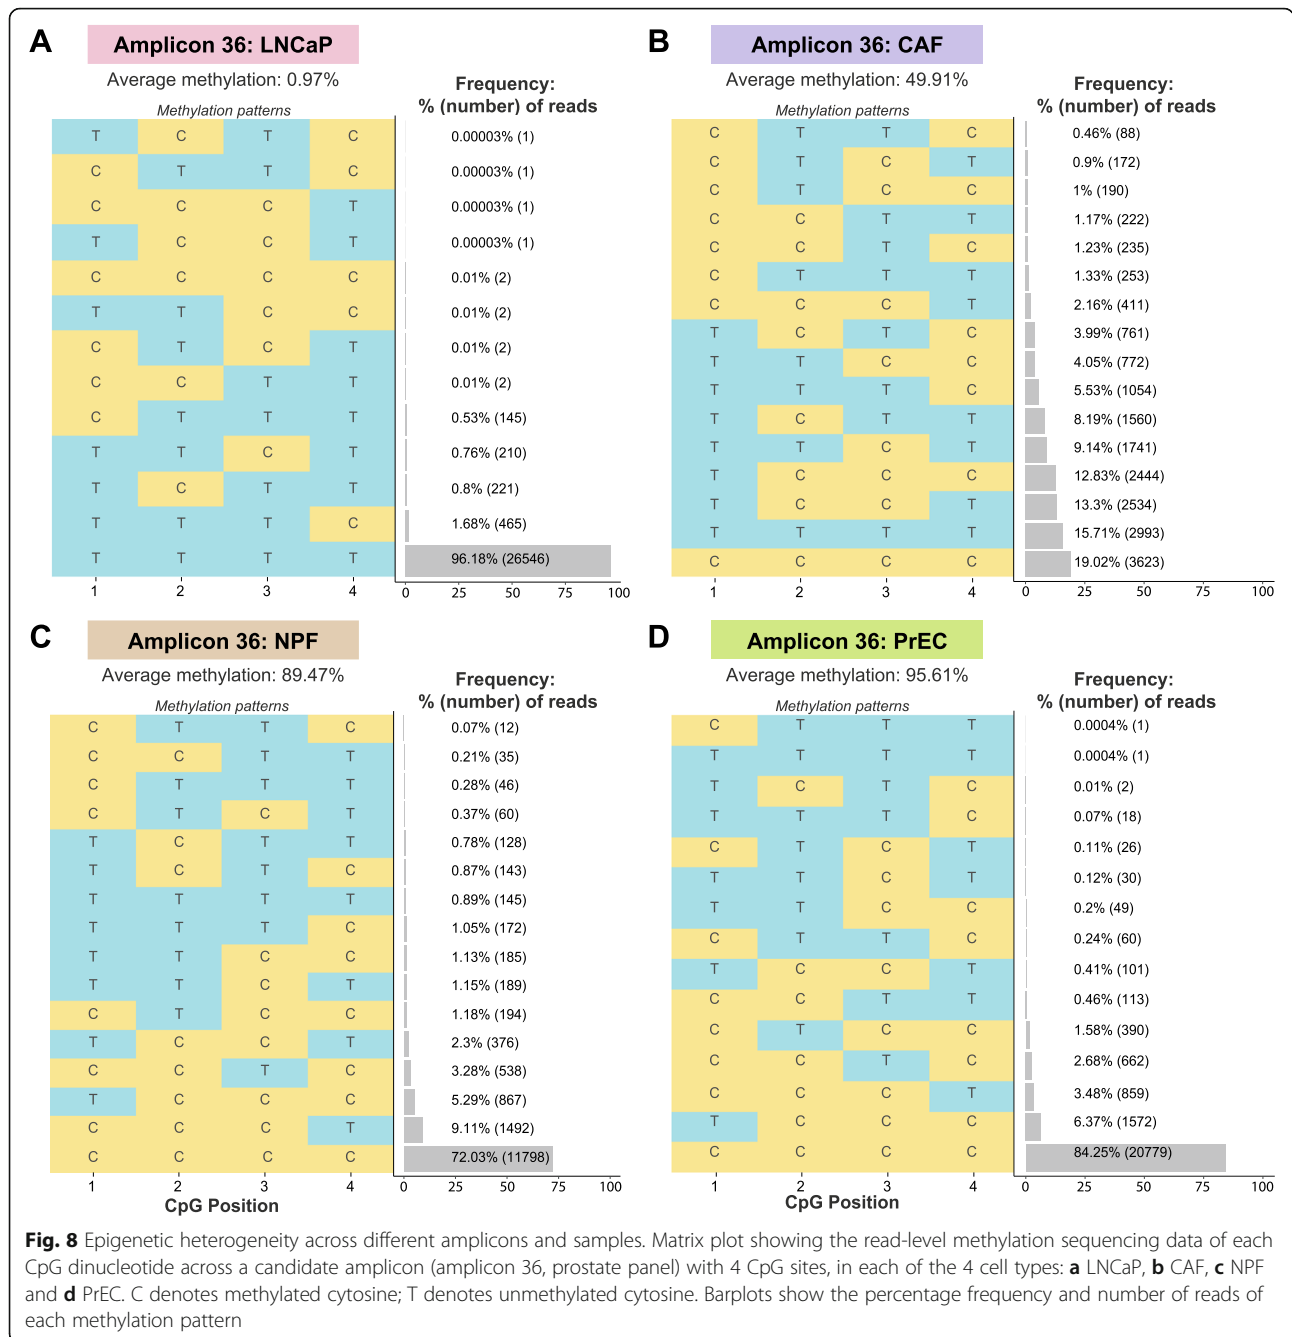 A
Amplicon 36: LNCaP
Average methylation: 0.97%
Methylation patterns
Frequency:
% (number) of reads
T C T C 0.00003% (1)
C T T C 0.00003% (1)
C C C T 0.00003% (1)
T C C T 0.00003% (1)
C C C C 0.01% (2)
T T C C 0.01% (2)
C T C T 0.01% (2)
C C T T 0.01% (2)
C T T T 0.53% (145)
T T C T 0.76% (210)
T C T T 0.8% (221)
T T T C 1.68% (465)
T T T T 96.18% (26546)
1 2 3 4 0 25 50 75 100
B
Amplicon 36: CAF
Average methylation: 49.91%
Methylation patterns
Frequency:
% (number) of reads
C T T C 0.46% (88)
C T C T 0.9% (172)
C T C C 1% (190)
C C T T 1.17% (222)
C C T C 1.23% (235)
C T T T 1.33% (253)
C C C T 2.16% (411)
T C T C 3.99% (761)
T T C C 4.05% (772)
T T T C 5.53% (1054)
T C T T 8.19% (1560)
T T C T 9.14% (1741)
T C C C 12.83% (2444)
T C C T 13.3% (2534)
T T T T 15.71% (2993)
C C C C 19.02% (3623)
1 2 3 4 0 25 50 75 100
C
Amplicon 36: NPF
Average methylation: 89.47%
Methylation patterns
Frequency:
% (number) of reads
C T T C 0.07% (12)
C C T T 0.21% (35)
C T T T 0.28% (46)
C T C T 0.37% (60)
T C T T 0.78% (128)
T C T C 0.87% (143)
T T T T 0.89% (145)
T T T C 1.05% (172)
T T C C 1.13% (185)
T T C T 1.15% (189)
C T C C 1.18% (194)
T C C T 2.3% (376)
C C T C 3.28% (538)
T C C C 5.29% (867)
C C C T 9.11% (1492)
C C C C 72.03% (11798)
1 2 3 4 0 25 50 75 100
CpG Position
D
Amplicon 36: PrEC
Average methylation: 95.61%
Methylation patterns
Frequency:
% (number) of reads
C T T T 0.0004% (1)
T T T T 0.0004% (1)
T C T C 0.01% (2)
T T T C 0.07% (18)
C T C T 0.11% (26)
T T C T 0.12% (30)
T T C C 0.2% (49)
C T T C 0.24% (60)
T C C T 0.41% (101)
C C T T 0.46% (113)
C T C C 1.58% (390)
C C T C 2.68% (662)
C C C T 3.48% (859)
T C C C 6.37% (1572)
C C C C 84.25% (20779)
1 2 3 4 0 25 50 75 100
CpG Position
Fig. 8 Epigenetic heterogeneity across different amplicons and samples. Matrix plot showing the read-level methylation sequencing data of each
CpG dinucleotide across a candidate amplicon (amplicon 36, prostate panel) with 4 CpG sites, in each of the 4 cell types: a LNCaP, b CAF, c NPF
and d PrEC. C denotes methylated cytosine; T denotes unmethylated cytosine. Barplots show the percentage frequency and number of reads of
each methylation pattern